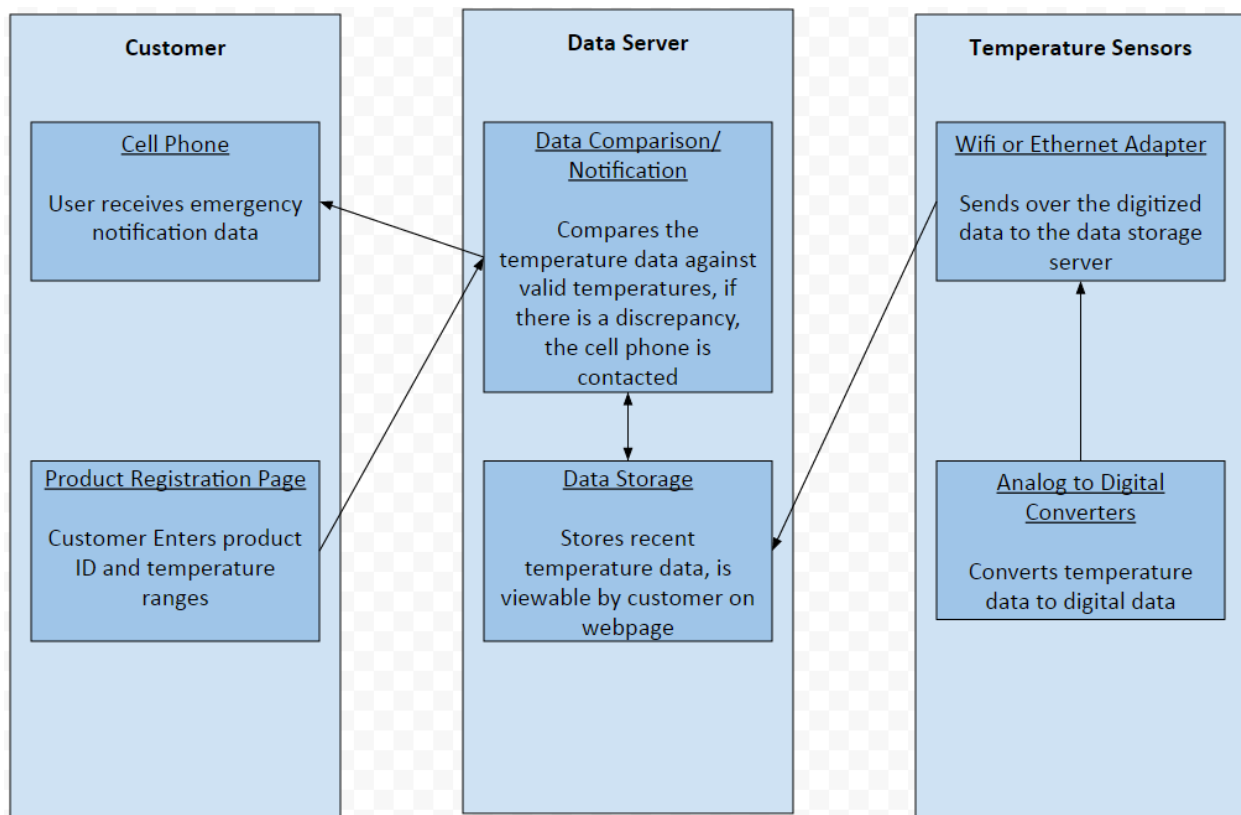 Customer
Cell Phone
User receives emergency
notification data
Product Registration Page
Customer Enters product
ID and temperature
ranges
Data Server
Data Comparison/
Notification
Compares the
temperature data against
valid temperatures, if
there is a discrepancy,
the cell phone is
contacted
Data Storage
Stores recent
temperature data, is
viewable by customer on
webpage
Temperature Sensors
Wifi or Ethernet Adapter
Sends over the digitized
data to the data storage
server
Analog to Digital
Converters
Converts temperature
data to digital data